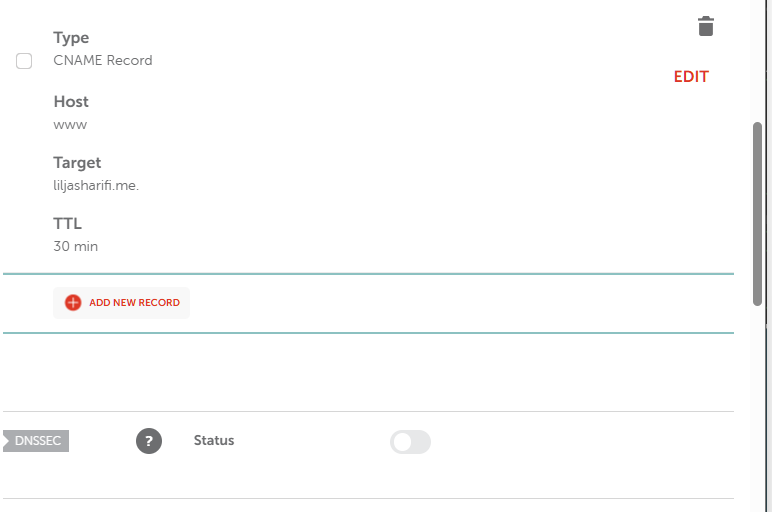 Type
CNAME Record
EDIT
Host
www
Target
liljasharifi.me.
TTL
30 min
ADD NEW RECORD
DNSSEC ? Status